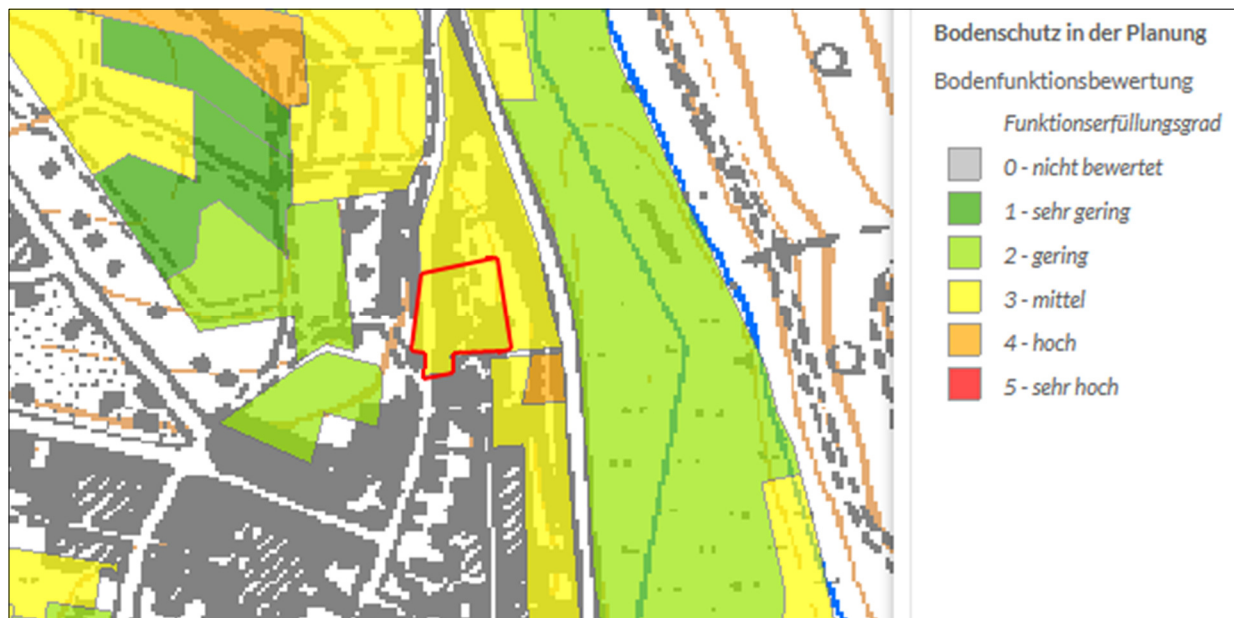 Bodenschutz in der Planung
Bodenfunktionsbewertung
Funktionserfüllungsgrad
0 - nicht bewertet
1 - sehr gering
2 - gering
3 - mittel
4 - hoch
5 - sehr hoch